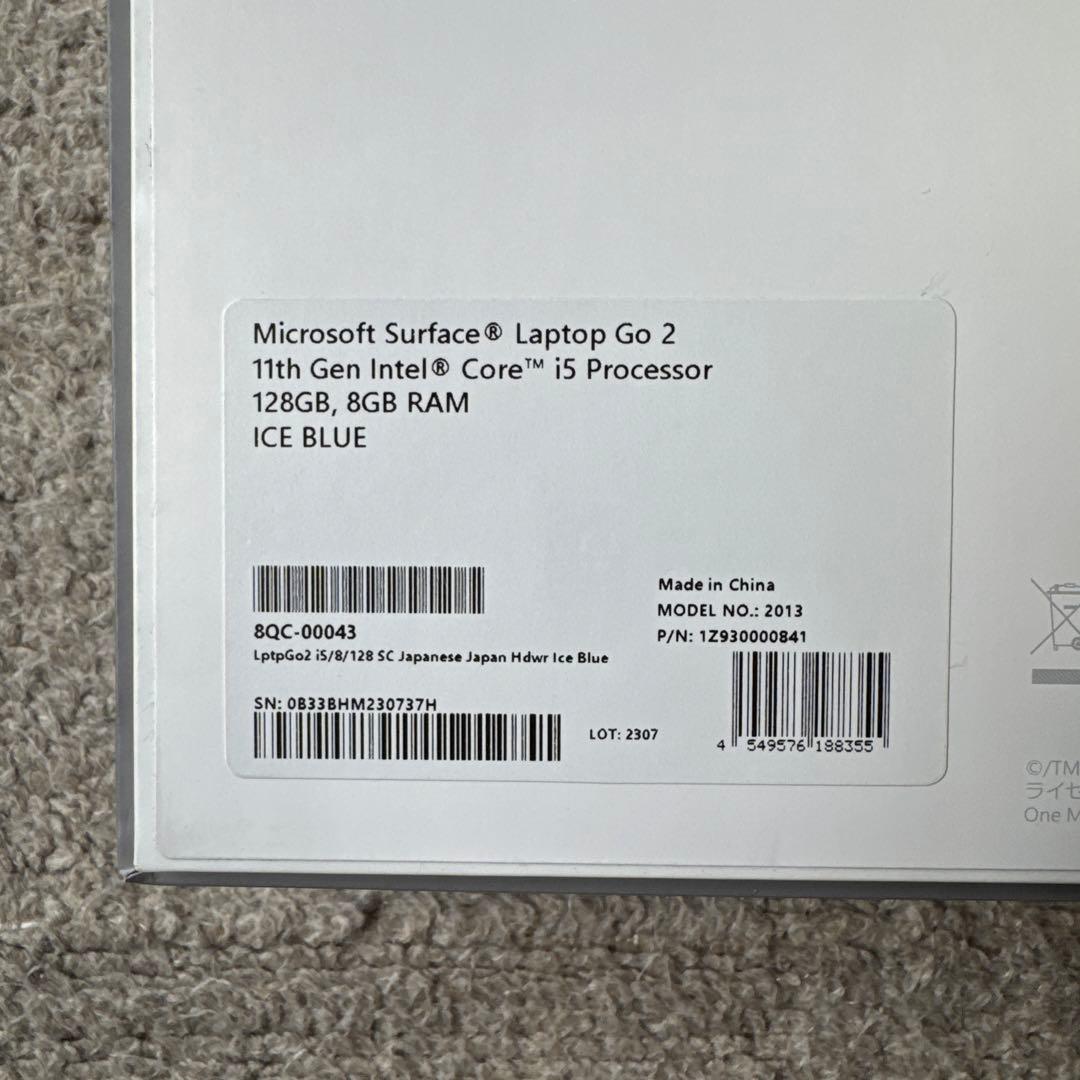 Microsoft Surface® Laptop Go 2
11th Gen Intel® Core™ i5 Processor
128GB, 8GB RAM
ICE BLUE
8QC-00043
LptpGo2 i5/8/128 SC Japanese Japan Hdwr Ice Blue
SN: 0B33BHM230737H
LOT: 2307
Made in China
MODEL NO.: 2013
P/N: 1Z930000841
4 549576 188355
©/TM
ライセ
One M